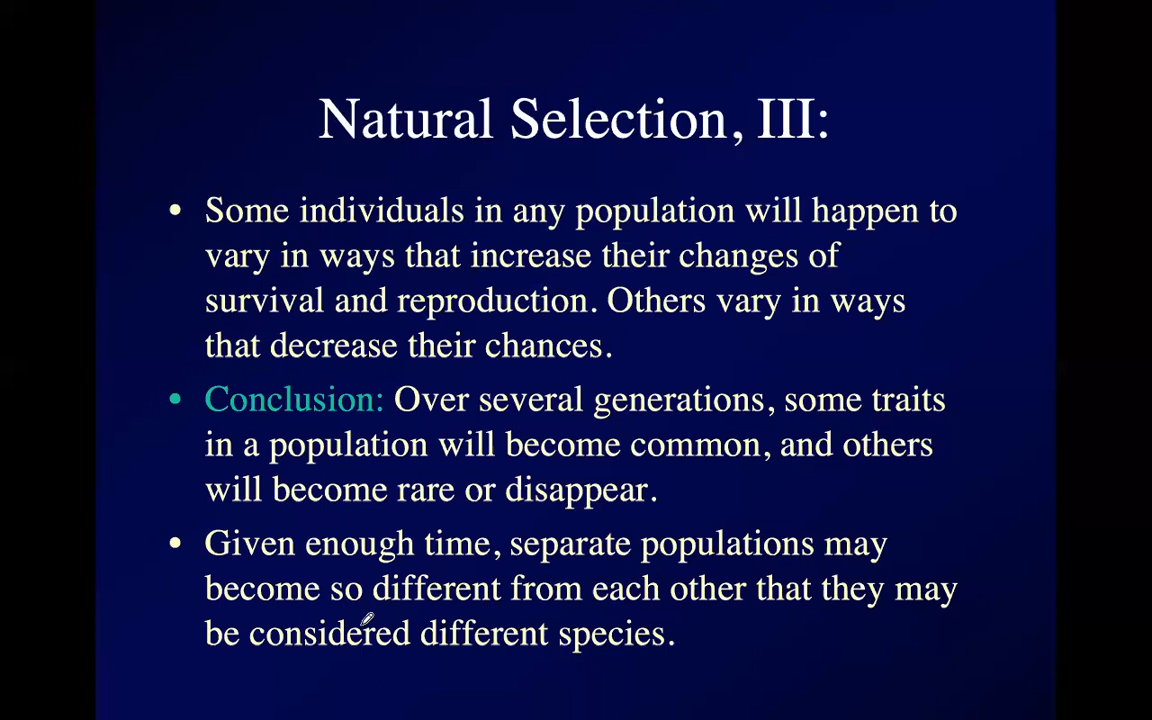 Natural Selection, III:
• Some individuals in any population will happen to
vary in ways that increase their changes of
survival and reproduction. Others vary in ways
that decrease their chances.
• Conclusion: Over several generations, some traits
in a population will become common, and others
will become rare or disappear.
• Given enough time, separate populations may
become so different from each other that they may
be considered different species.